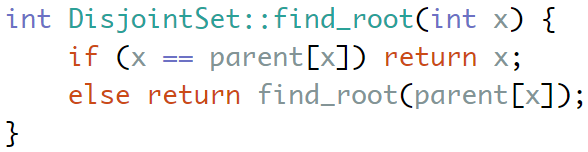 int DisjointSet::find_root(int x) {
    if (x == parent[x]) return x;
    else return find_root(parent[x]);
}